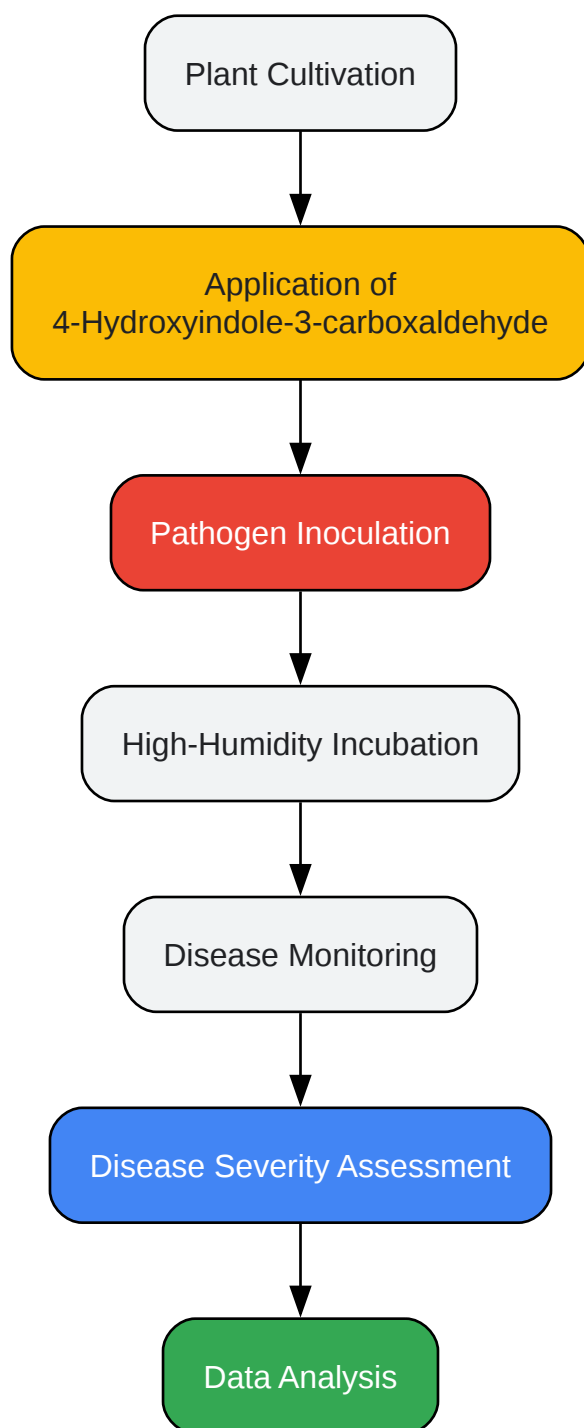 Plant Cultivation
Application of
4-Hydroxyindole-3-carboxaldehyde
Pathogen Inoculation
High-Humidity Incubation
Disease Monitoring
Disease Severity Assessment
Data Analysis